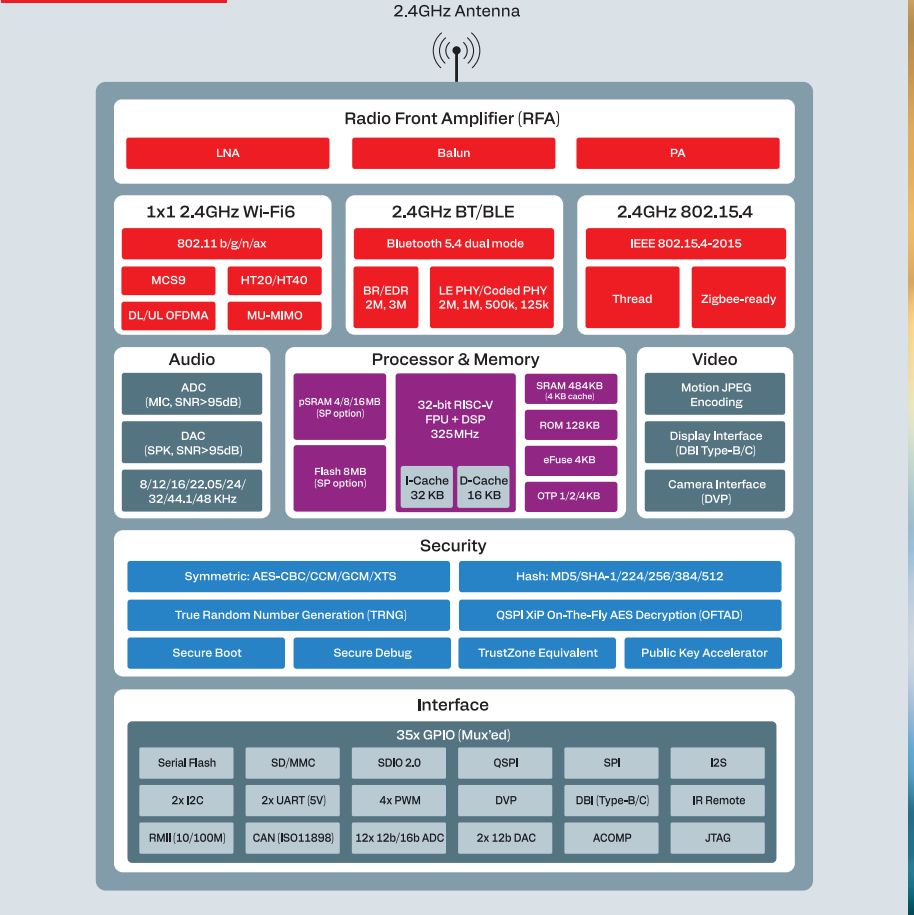 2.4GHz Antenna
Radio Front Amplifier (RFA)
LNA
Balun
PA
1x1 2.4GHz Wi-Fi6
802.11 b/g/n/ax
MCS9
HT20/HT40
DL/UL OFDMA
MU-MIMO
2.4GHz BT/BLE
Bluetooth 5.4 dual mode
BR/EDR
2M, 3M
LE PHY/Coded PHY
2M, 1M, 500k, 125k
2.4GHz 802.15.4
IEEE 802.15.4-2015
Thread
Zigbee-ready
Audio
ADC
(MIC, SNR>95dB)
DAC
(SPK, SNR>95dB)
8/12/16/22.05/24/
32/44.1/48 KHz
Processor & Memory
pSRAM 4/8/16MB
(SP option)
Flash 8MB
(SP option)
32-bit RISC-V
FPU + DSP
325MHz
I-Cache
32 KB
D-Cache
16 KB
SRAM 484KB
(4 KB cache)
ROM 128KB
eFuse 4KB
OTP 1/2/4KB
Video
Motion JPEG
Encoding
Display Interface
(DBI Type-B/C)
Camera Interface
(DVP)
Security
Symmetric: AES-CBC/CCM/GCM/XTS
Hash: MD5/SHA-1/224/256/384/512
True Random Number Generation (TRNG)
QSPI XiP On-The-Fly AES Decryption (OFTAD)
Secure Boot
Secure Debug
TrustZone Equivalent
Public Key Accelerator
Interface
35x GPIO (Mux'ed)
Serial Flash
SD/MMC
SDIO 2.0
QSPI
SPI
I2S
2x I2C
2x UART (5V)
4x PWM
DVP
DBI (Type-B/C)
IR Remote
RMII (10/100M)
CAN (ISO11898)
12x 12b/16b ADC
2x 12b DAC
ACOMP
JTAG